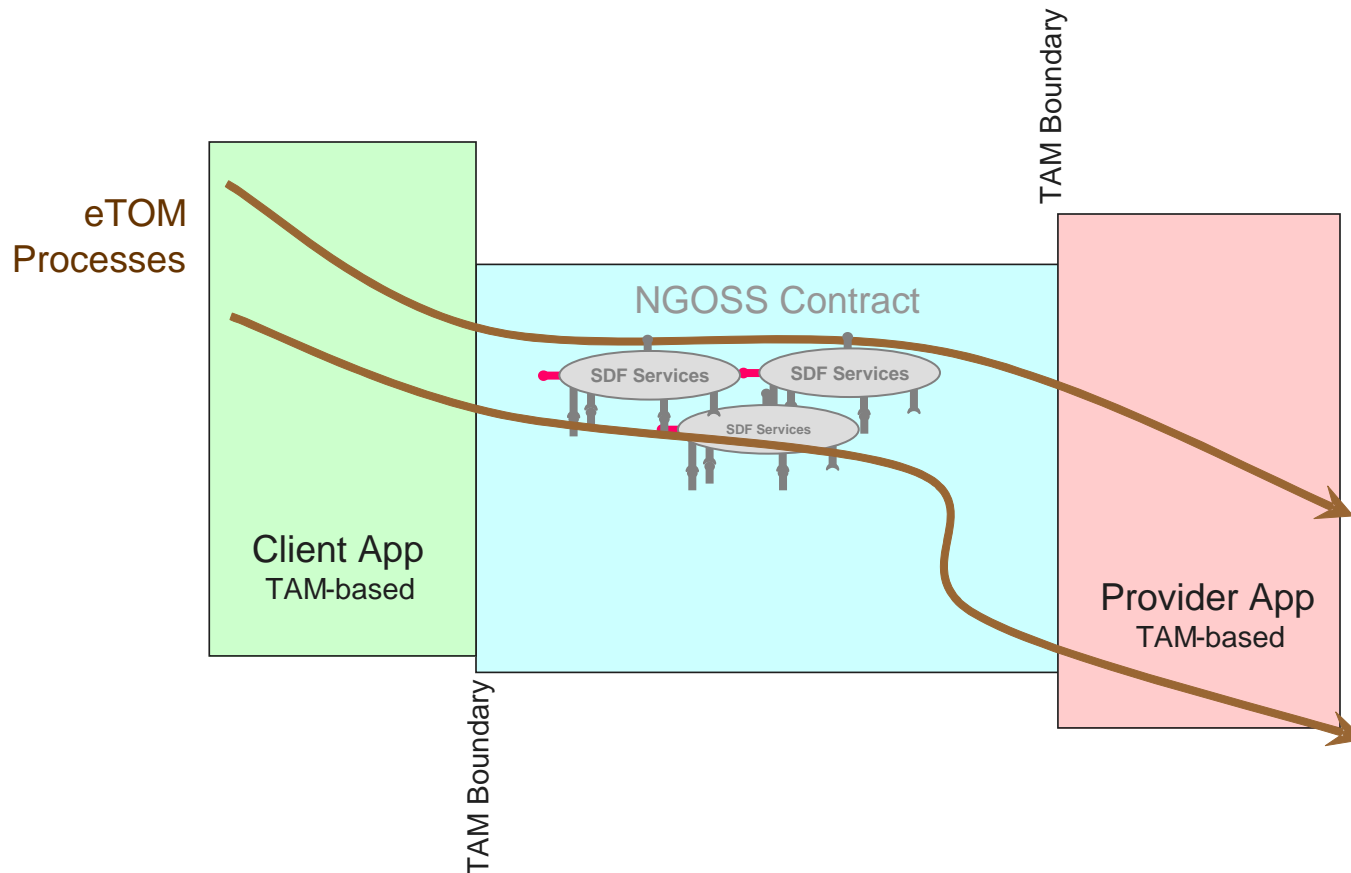 TAM Boundary
eTOM
Processes
NGOSS Contract
SDF Services
SDF Services
SDF Services
Client App
TAM-based
Provider App
TAM-based
TAM Boundary